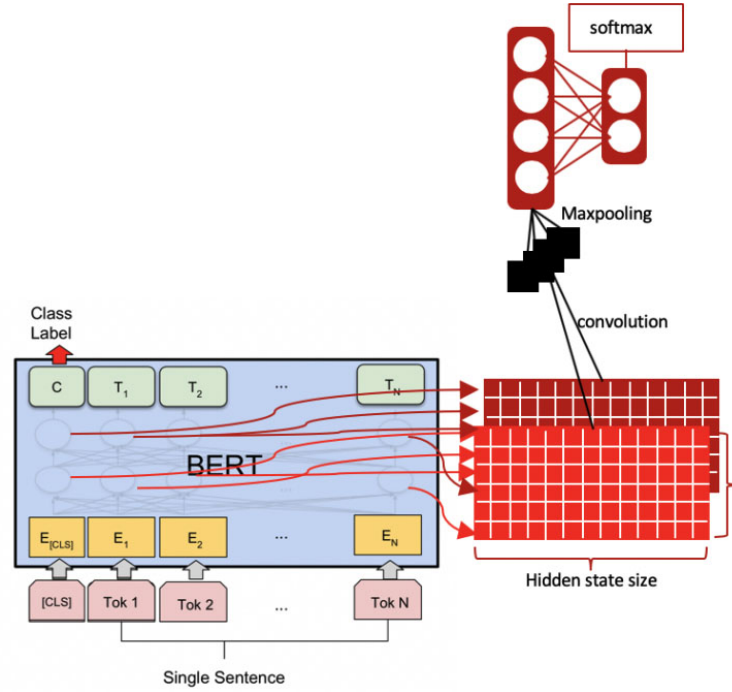 softmax
Maxpooling
convolution
Class
Label
C T1 T2 ... TN
BERT
E[CLS] E1 E2 ... EN
Hidden state size
[CLS] Tok 1 Tok 2 ... Tok N
Single Sentence